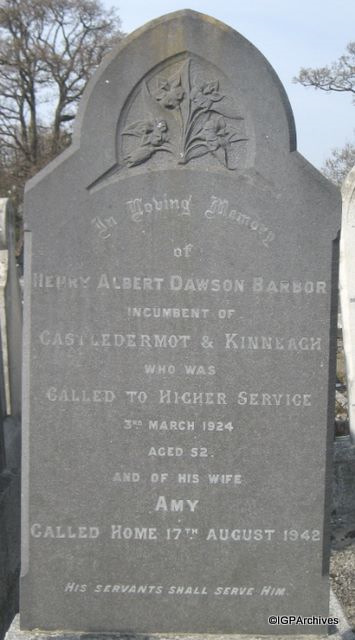 In Loving Memory
of
HENRY ALBERT DAWSON BARBOR
INCUMBENT OF
CASTLEDERMOT & KINNEAGH
WHO WAS
CALLED TO HIGHER SERVICE
3RD MARCH 1924
AGED 52.
AND OF HIS WIFE
AMY
CALLED HOME 17TH AUGUST 1942
HIS SERVANTS SHALL SERVE HIM.
©IGPArchives